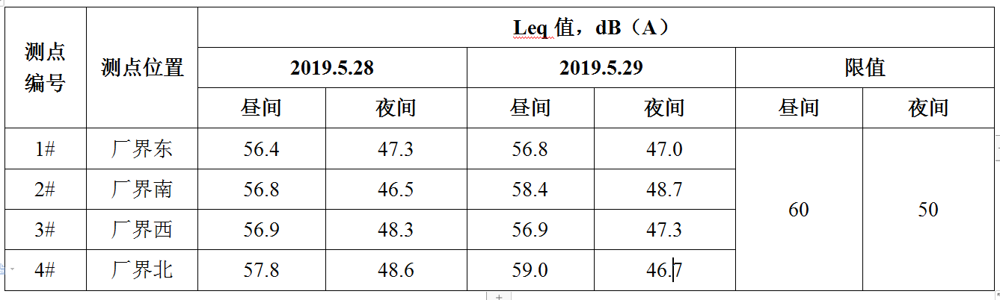 测点编号 测点位置 Leq 值，dB（A）
2019.5.28 2019.5.29 限值
昼间 夜间 昼间 夜间 昼间 夜间
1# 厂界东 56.4 47.3 56.8 47.0 60 50
2# 厂界南 56.8 46.5 58.4 48.7
3# 厂界西 56.9 48.3 56.9 47.3
4# 厂界北 57.8 48.6 59.0 46.7